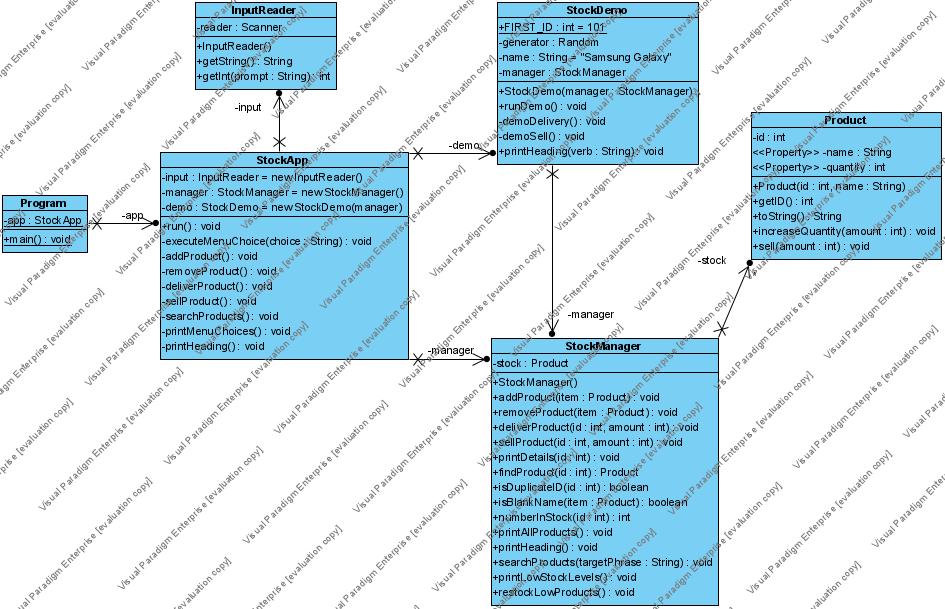 InputReader
-reader : Scanner
+InputReader()
+getString() : String
+getInt(prompt : String) : int
StockDemo
+FIRST_ID : int = 101
-generator : Random
-name : String = "Samsung Galaxy"
-manager : StockManager
+StockDemo(manager : StockManager)
+runDemo() : void
-demoDelivery() : void
-demoSell() : void
+printHeading(verb : String) : void
Product
-id : int
<<Property>> -name : String
<<Property>> -quantity : int
+Product(id : int, name : String)
+getID() : int
+toString() : String
+increaseQuantity(amount : int) : void
+sell(amount : int) : void
-input
-demo
StockApp
-input : InputReader = new InputReader()
-manager : StockManager = new StockManager()
-demo : StockDemo = new StockDemo(manager)
+run() : void
-executeMenuChoice(choice : String) : void
-addProduct() : void
-removeProduct() : void
-deliverProduct() : void
-sellProduct() : void
-searchProducts() : void
-printMenuChoices() : void
-printHeading() : void
Program
-app : StockApp
+main() : void
-app
-stock
-manager
-manager
StockManager
-stock : Product
+StockManager()
+addProduct(item : Product) : void
+removeProduct(item : Product) : void
+deliverProduct(id : int, amount : int) : void
+sellProduct(id : int, amount : int) : void
+printDetails(id : int) : void
+findProduct(id : int) : Product
+isDuplicateID(id : int) : boolean
+isBlankName(item : Product) : boolean
+numberInStock(id : int) : int
+printAllProducts() : void
+printHeading() : void
+searchProducts(targetPhrase : String) : void
+printLowStockLevels() : void
+restockLowProducts() : void
Visual Paradigm Enterprise [evaluation copy]